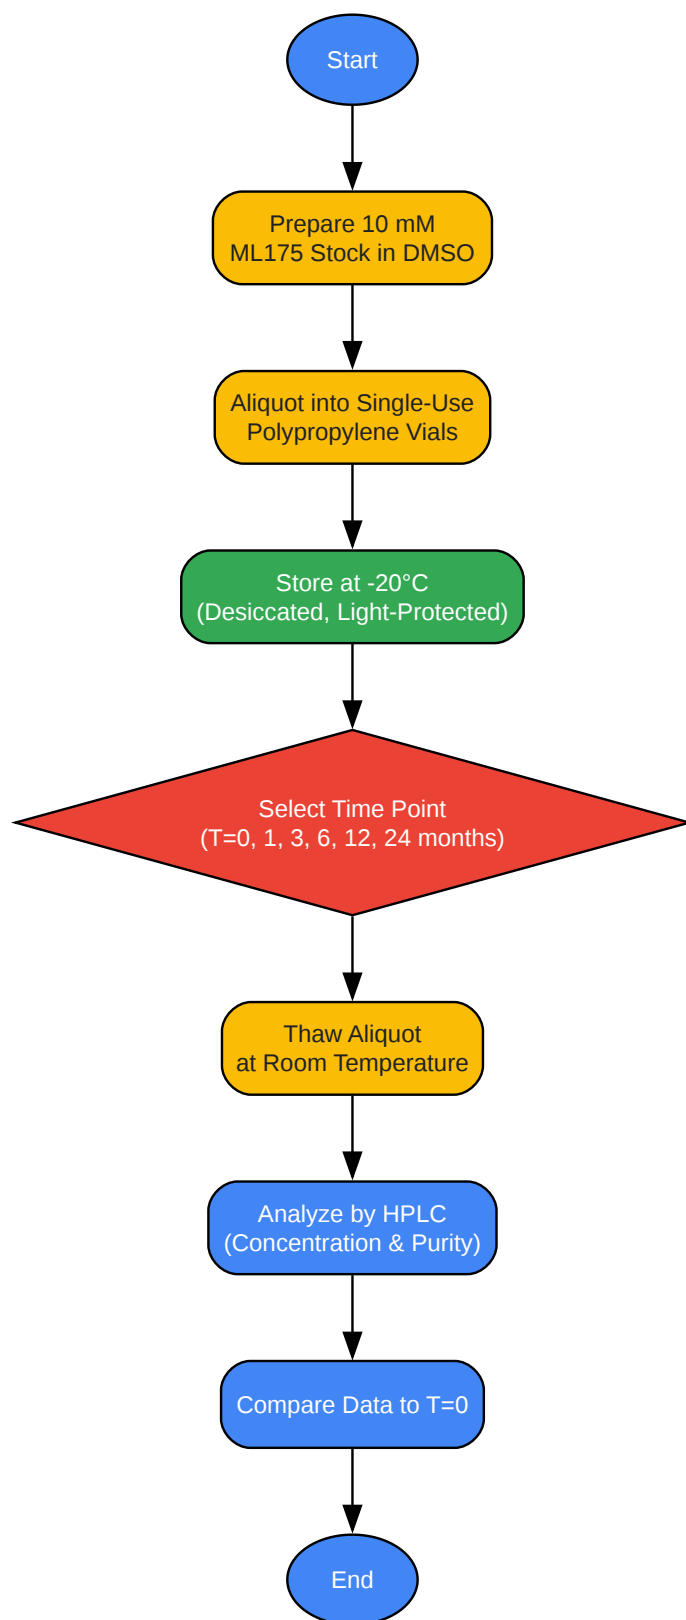 Start
Prepare 10 mM
ML175 Stock in DMSO
Aliquot into Single-Use
Polypropylene Vials
Store at -20°C
(Desiccated, Light-Protected)
Select Time Point
(T=0, 1, 3, 6, 12, 24 months)
Thaw Aliquot
at Room Temperature
Analyze by HPLC
(Concentration & Purity)
Compare Data to T=0
End